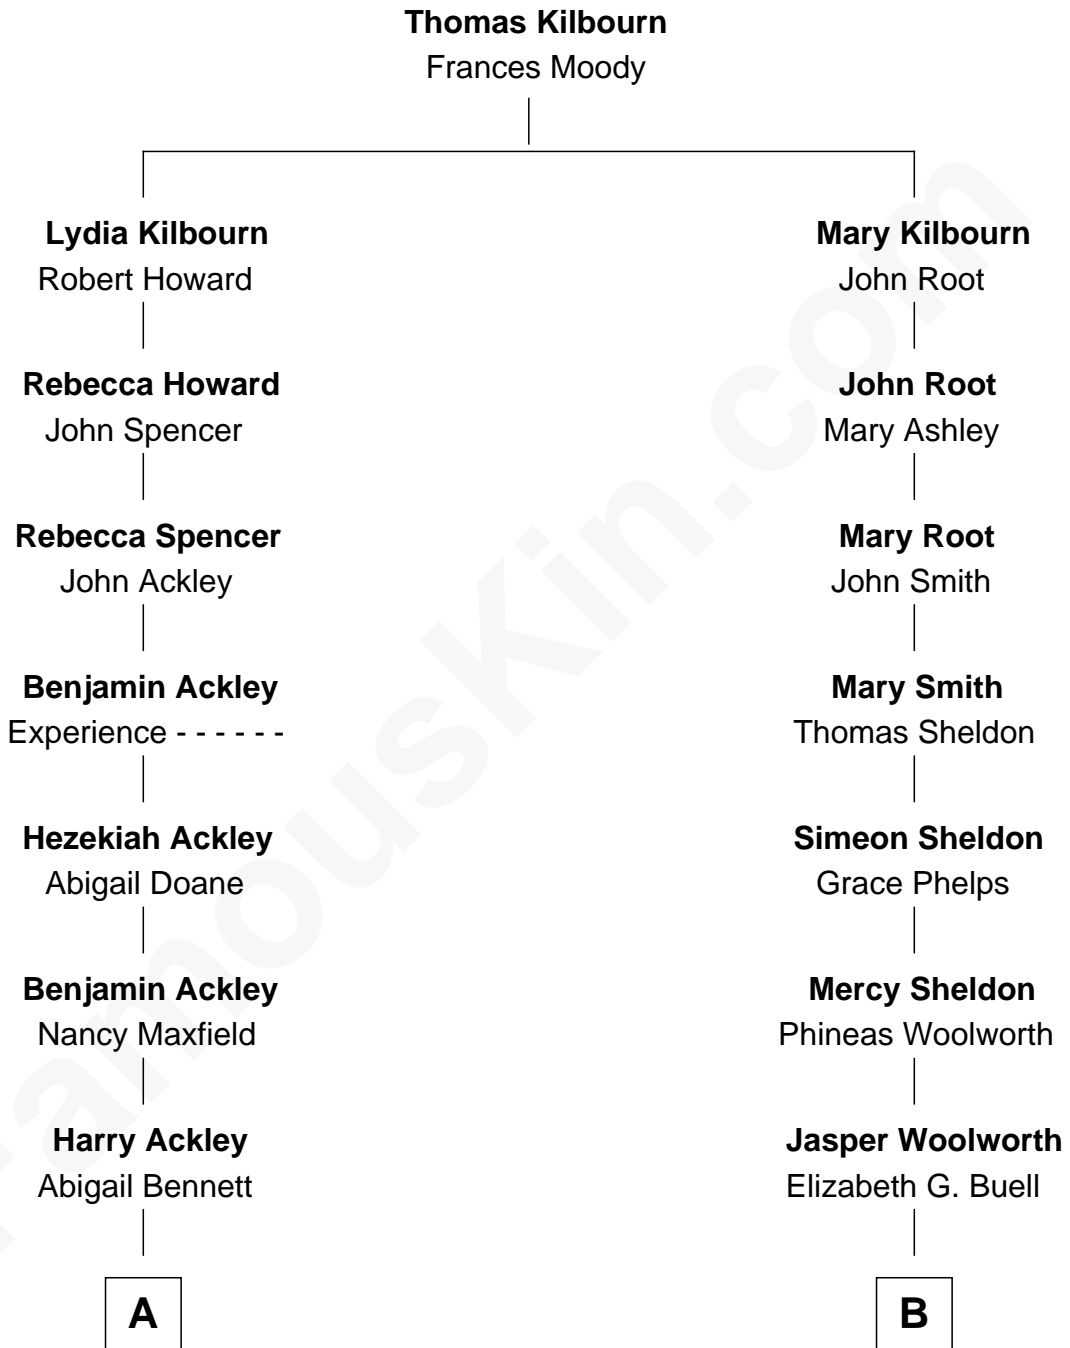 Thomas Kilbourn
Frances Moody
Lydia Kilbourn
Robert Howard
Mary Kilbourn
John Root
Rebecca Howard
John Spencer
John Root
Mary Ashley
Rebecca Spencer
John Ackley
Mary Root
John Smith
Benjamin Ackley
Experience - - - - - -
Mary Smith
Thomas Sheldon
Hezekiah Ackley
Abigail Doane
Simeon Sheldon
Grace Phelps
Benjamin Ackley
Nancy Maxfield
Mercy Sheldon
Phineas Woolworth
Harry Ackley
Abigail Bennett
Jasper Woolworth
Elizabeth G. Buell
A
B
FamousKin.com